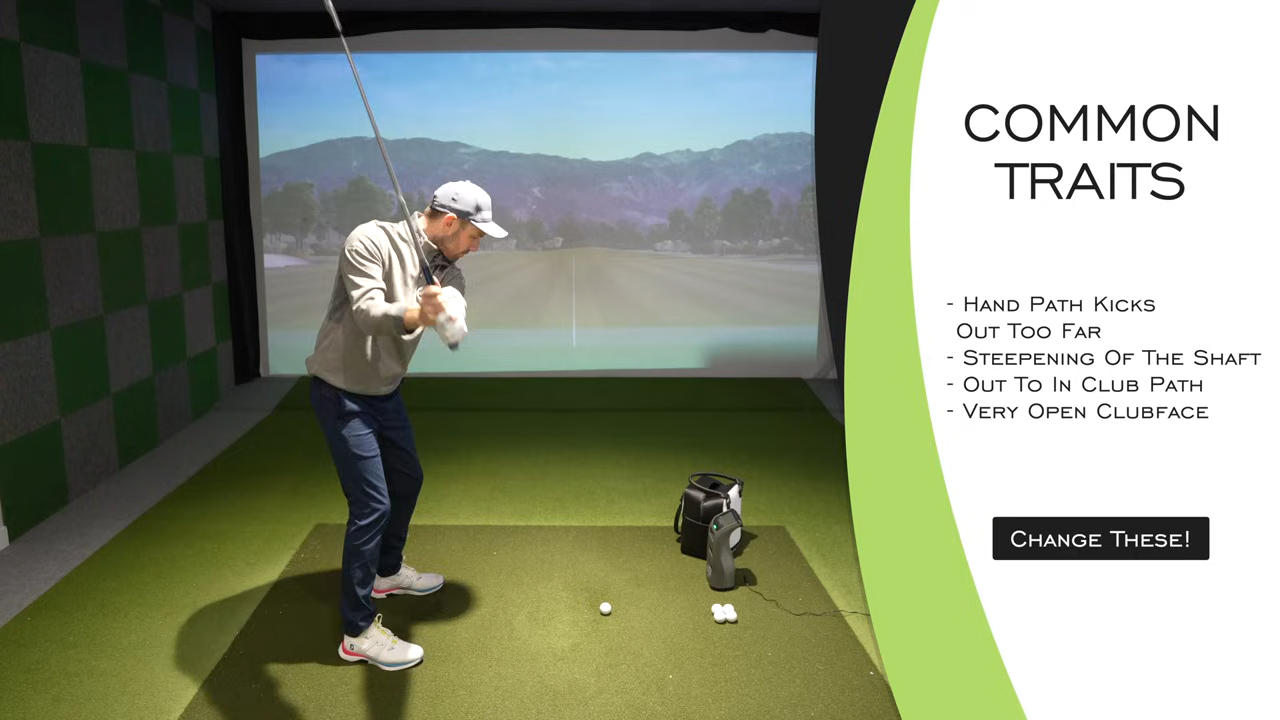 COMMON
TRAITS
- Hand Path Kicks
Out Too Far
- Steepening Of The Shaft
- Out To In Club Path
- Very Open Clubface
Change These!